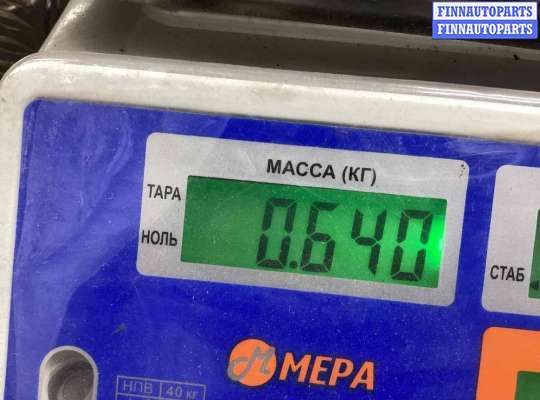 FINNAUTOPARTS
FINNAUTOPARTS
МАССА (КГ)
ТАРА
0.640
НОЛЬ
СТАБ
М МЕРА
НПВ 40 кг